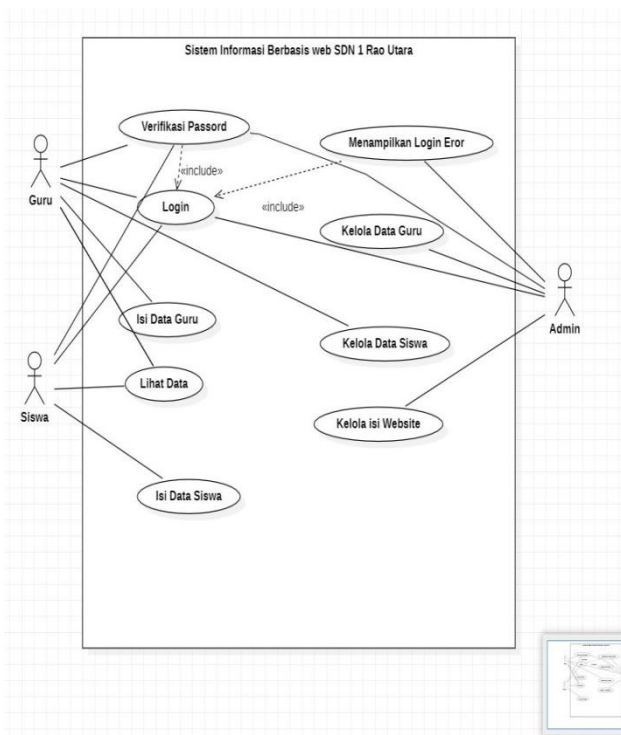 Sistem Informasi Berbasis web SDN 1 Rao Utara
Verifikasi Passord
Menampilkan Login Eror
«include»
Guru
Login
«include»
Kelola Data Guru
Admin
Isi Data Guru
Kelola Data Siswa
Lihat Data
Siswa
Kelola isi Website
Isi Data Siswa